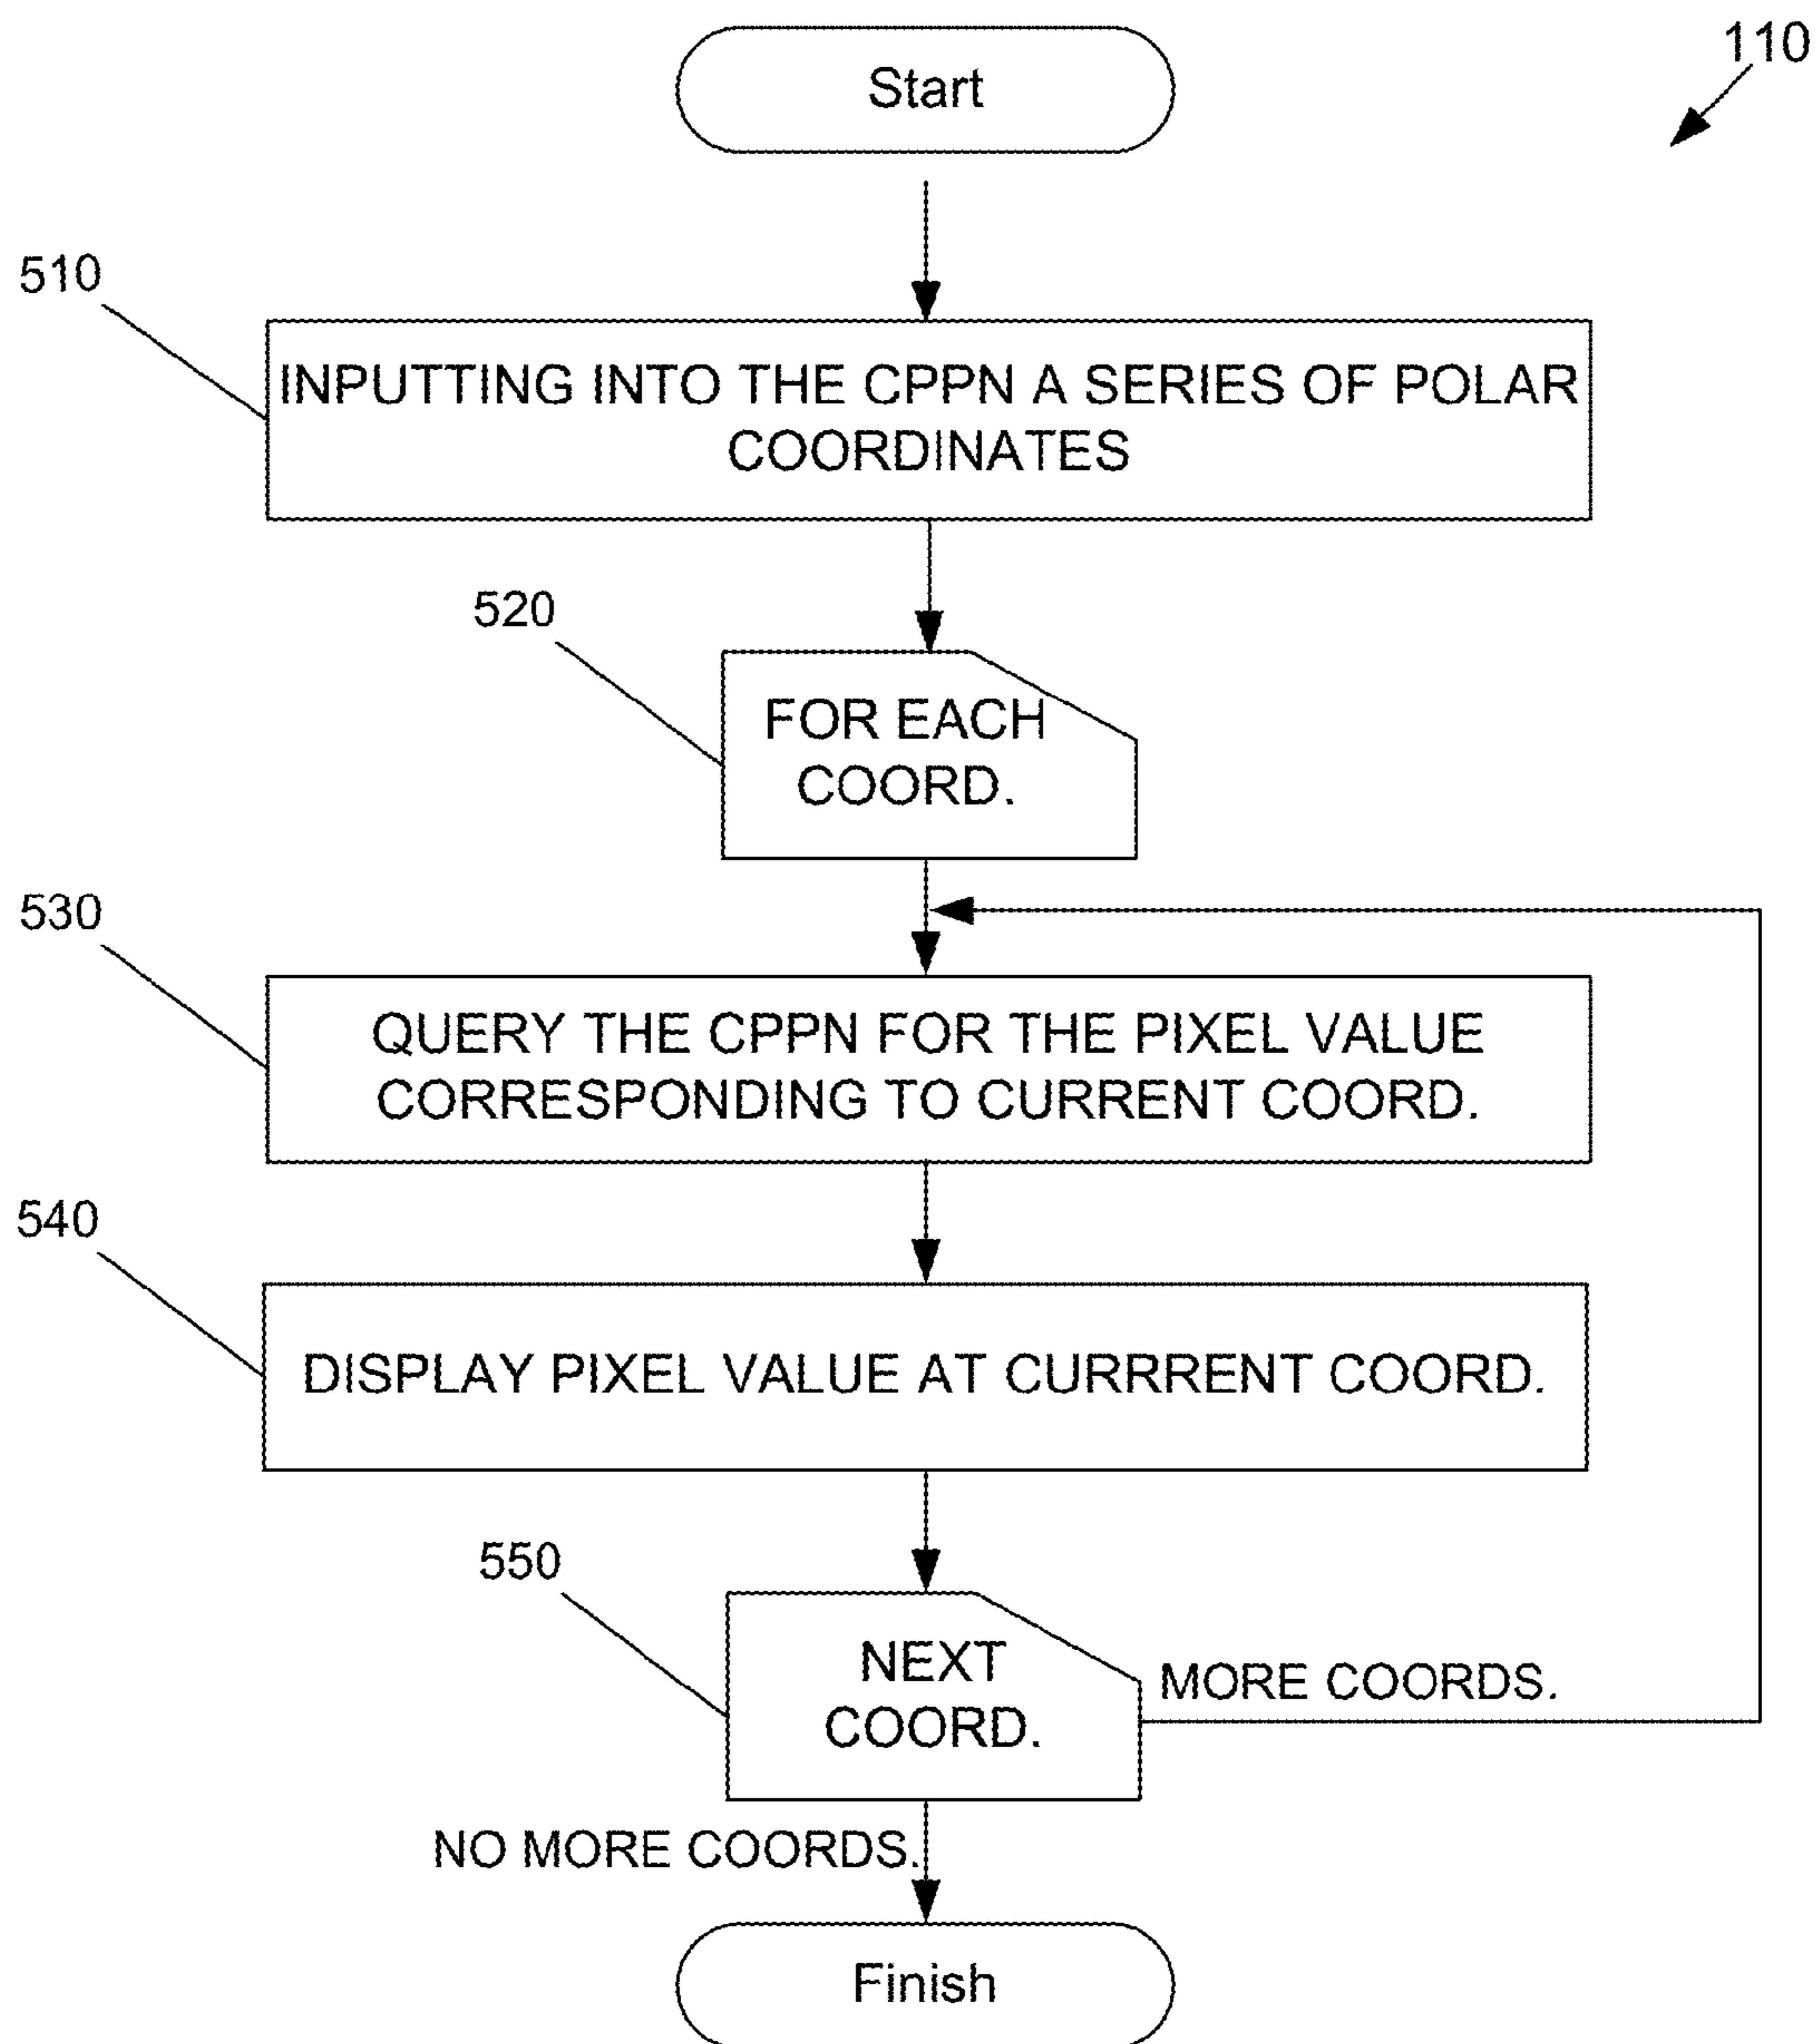 110
Start
510
INPUTTING INTO THE CPPN A SERIES OF POLAR
COORDINATES
520
FOR EACH
COORD.
530
QUERY THE CPPN FOR THE PIXEL VALUE
CORRESPONDING TO CURRENT COORD.
540
DISPLAY PIXEL VALUE AT CURRRENT COORD.
550
NEXT
COORD.
MORE COORDS.
NO MORE COORDS.
Finish